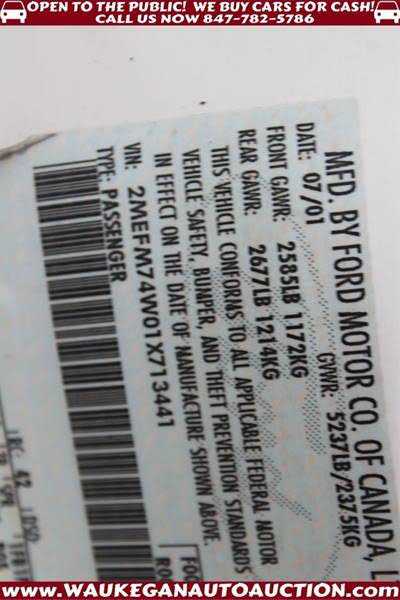 OPEN TO THE PUBLIC! WE BUY CARS FOR CASH!
CALL US NOW 847-782-5786
MFD. BY FORD MOTOR CO. OF CANADA, L
DATE: 07/01 GVWR: 5237LB/2375KG
FRONT GAWR: 2585LB 1172KG
REAR GAWR: 2677LB 1214KG
THIS VEHICLE CONFORMS TO ALL APPLICABLE FEDERAL MOTOR
VEHICLE SAFETY, BUMPER, AND THEFT PREVENTION STANDARDS
IN EFFECT ON THE DATE OF MANUFACTURE SHOWN ABOVE.
VIN: 2MEFM74W01X713441
TYPE: PASSENGER
WWW.WAUKEGANAUTOAUCTION.COM